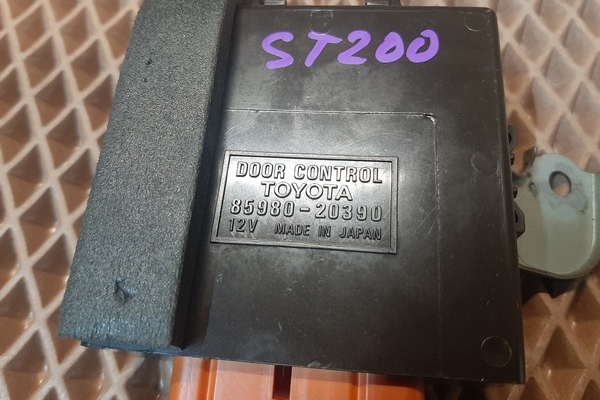 ST200
DOOR CONTROL
TOYOTA
85980-20390
12V MADE IN JAPAN